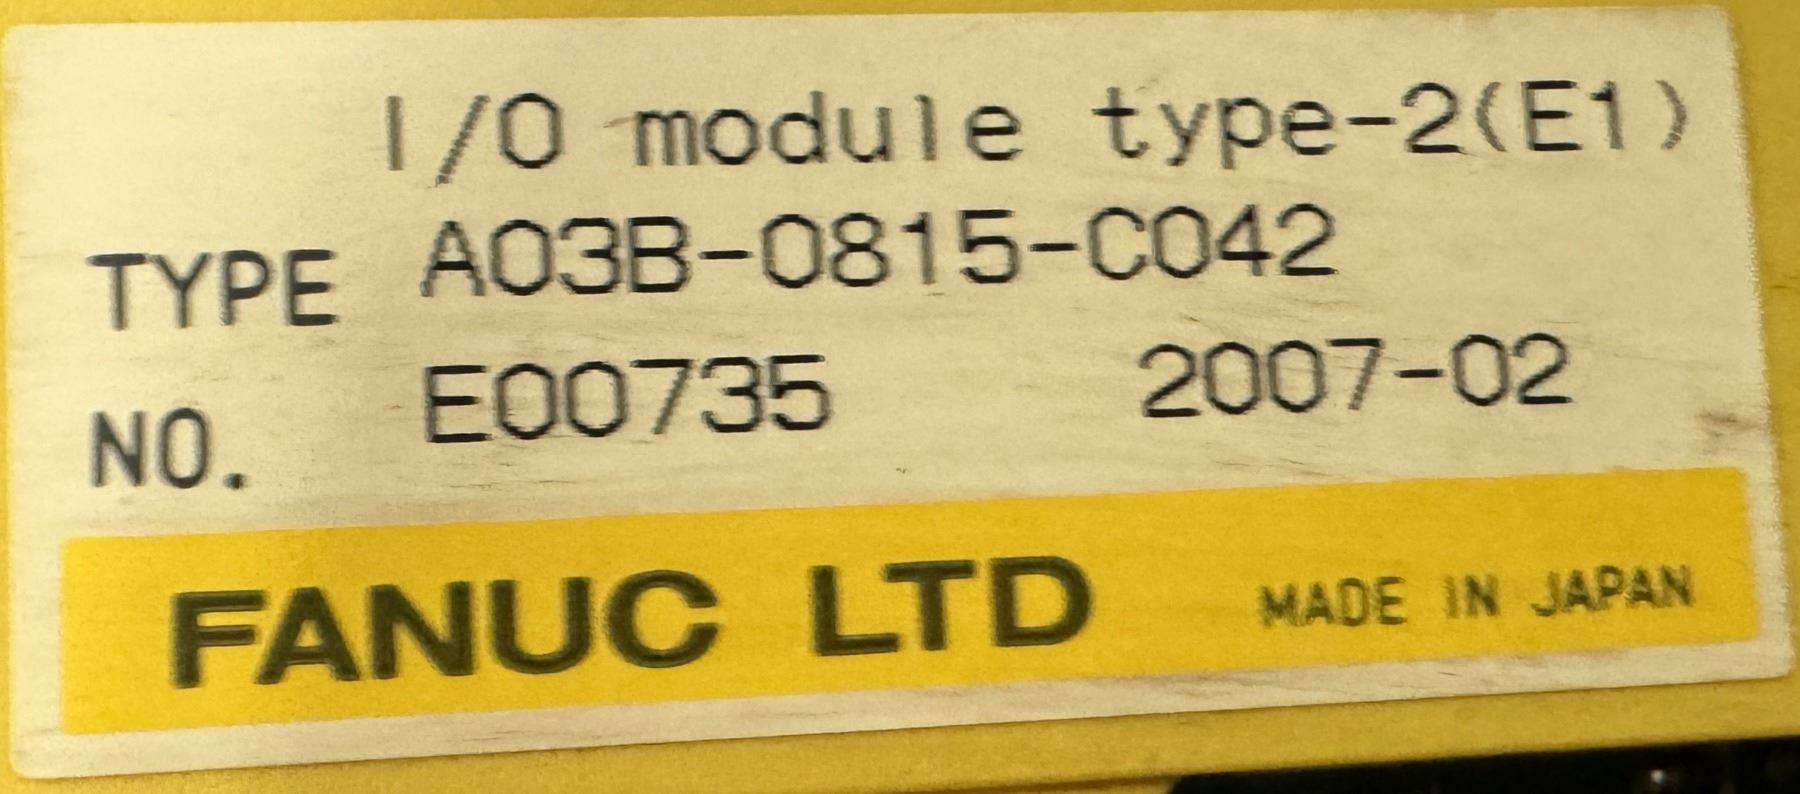 I/O module type-2(E1)
TYPE A03B-0815-C042
NO. E00735 2007-02
FANUC LTD MADE IN JAPAN